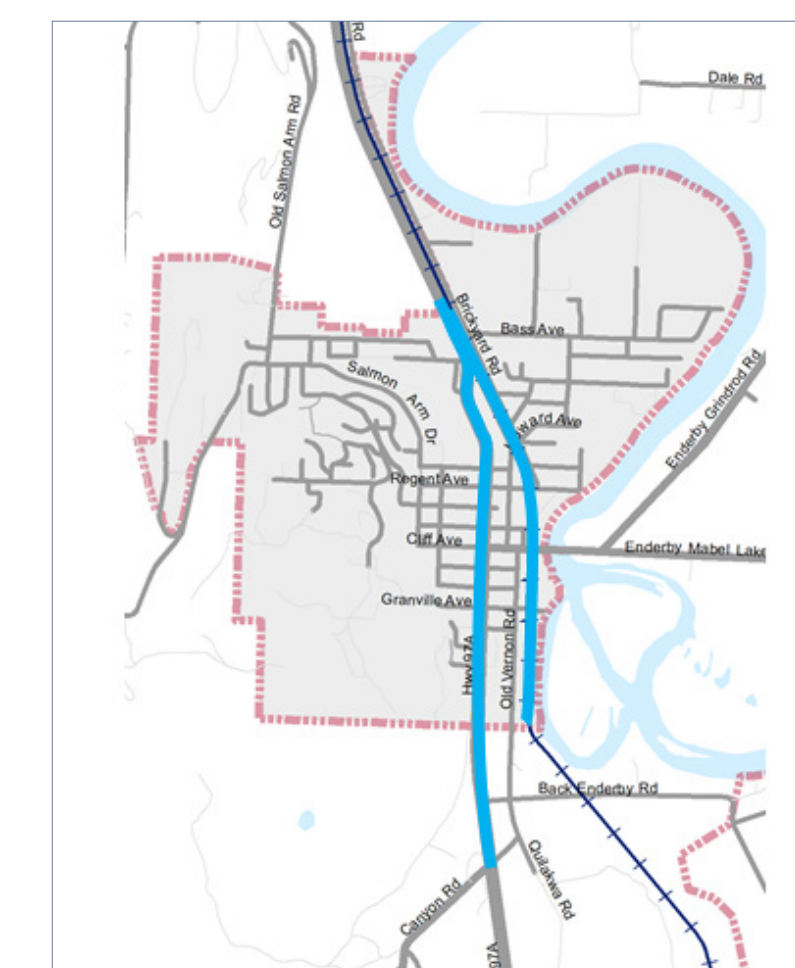 Rd
Dale Rd
Old Salmon Arm Rd
Brickyard Rd
Bass Ave
Salmon Arm Dr
Enderby Grindrod Rd
Regent Ave
Cliff Ave
Enderby Mabel Lake
Granville Ave
Hwy 97A
Old Vernon Rd
Back Enderby Rd
Quilakwa Rd
Canyon Rd
97A